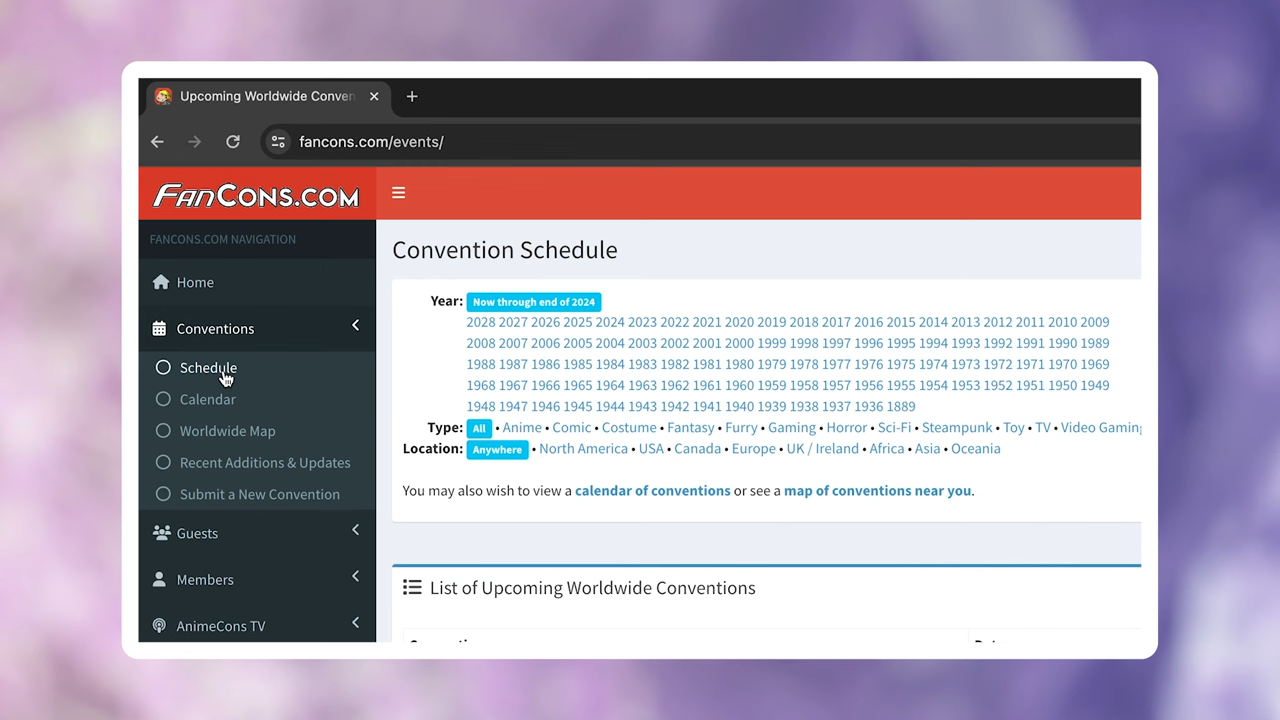 Upcoming Worldwide Conven
fancons.com/events/
FANCONS.COM
FANCONS.COM NAVIGATION
Home
Conventions
Schedule
Calendar
Worldwide Map
Recent Additions & Updates
Submit a New Convention
Guests
Members
AnimeCons TV
Convention Schedule
Year: Now through end of 2024
2028 2027 2026 2025 2024 2023 2022 2021 2020 2019 2018 2017 2016 2015 2014 2013 2012 2011 2010 2009
2008 2007 2006 2005 2004 2003 2002 2001 2000 1999 1998 1997 1996 1995 1994 1993 1992 1991 1990 1989
1988 1987 1986 1985 1984 1983 1982 1981 1980 1979 1978 1977 1976 1975 1974 1973 1972 1971 1970 1969
1968 1967 1966 1965 1964 1963 1962 1961 1960 1959 1958 1957 1956 1955 1954 1953 1952 1951 1950 1949
1948 1947 1946 1945 1944 1943 1942 1941 1940 1939 1938 1937 1936 1889
Type: All • Anime • Comic • Costume • Fantasy • Furry • Gaming • Horror • Sci-Fi • Steampunk • Toy • TV • Video Gaming
Location: Anywhere • North America • USA • Canada • Europe • UK / Ireland • Africa • Asia • Oceania
You may also wish to view a calendar of conventions or see a map of conventions near you.
List of Upcoming Worldwide Conventions